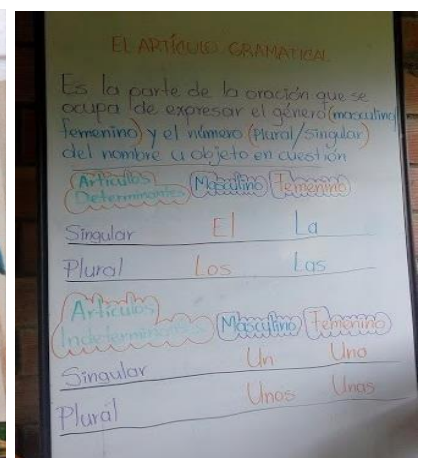 EL ARTÍCULO GRAMATICAL
Es la parte de la oración que se
ocupa de expresar el género (masculino/
femenino) y el número (Plural/Singular)
del nombre u objeto en cuestión
Artículos Masculino Femenino
Determinantes
Singular El La
Plural Los Las
Artículos
Indeterminantes Masculino Femenino
Singular Un Una
Plural Unos Unas